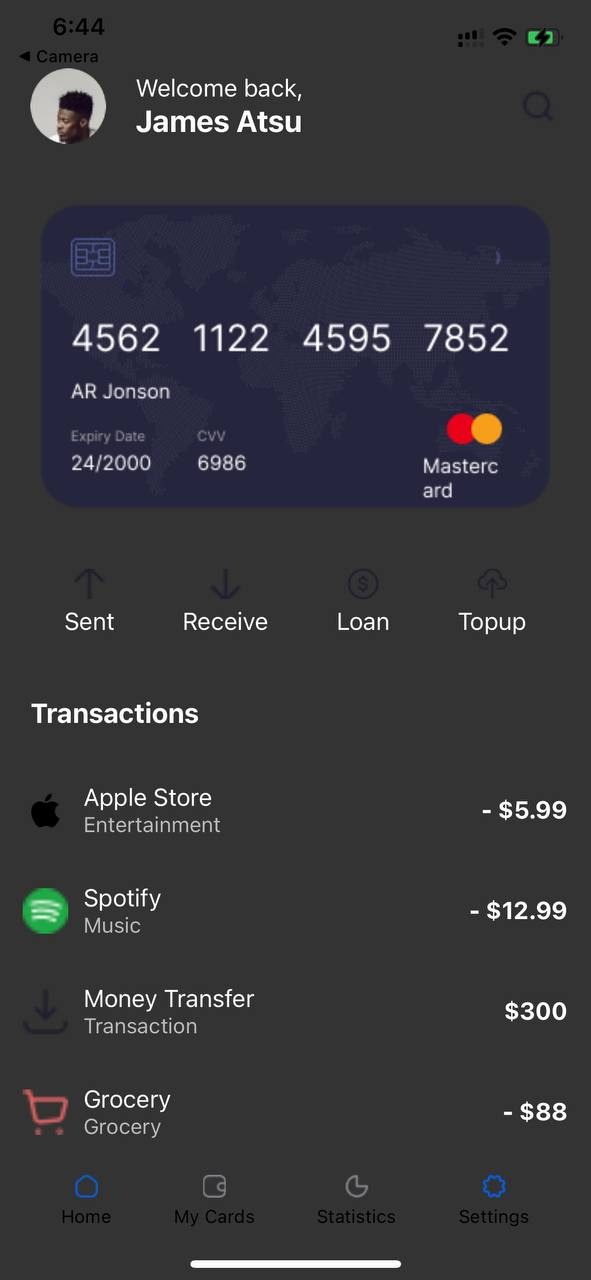 6:44
◀ Camera
Welcome back,
James Atsu
4562 1122 4595 7852
AR Jonson
Expiry Date CVV
24/2000 6986
Masterc
ard
Sent Receive Loan Topup
Transactions
Apple Store
- $5.99
Entertainment
Spotify
- $12.99
Music
Money Transfer
$300
Transaction
Grocery
- $88
Grocery
Home My Cards Statistics Settings